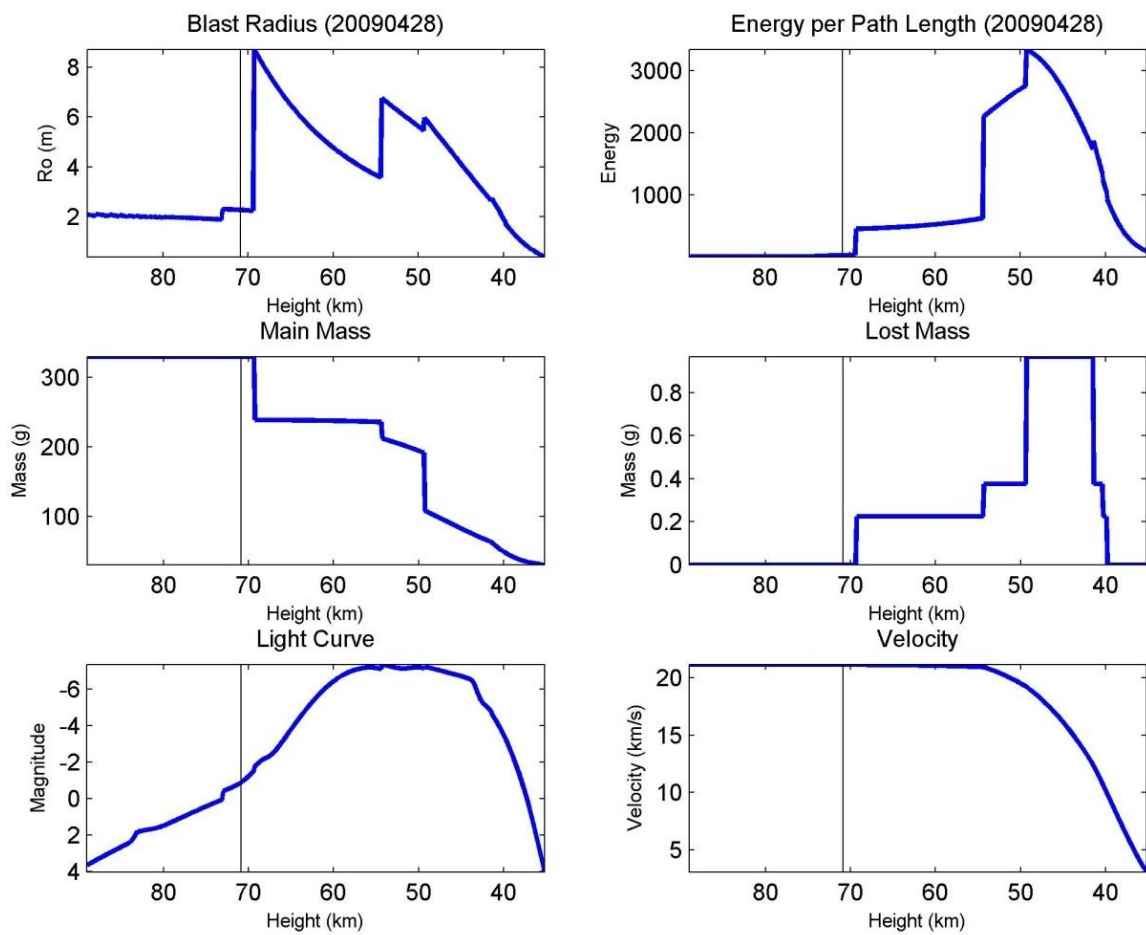 Blast Radius (20090428)
8
6
4
2
Ro (m)
80 70 60 50 40
Height (km)
Energy per Path Length (20090428)
3000
2000
1000
Energy
80 70 60 50 40
Height (km)
Main Mass
300
200
100
Mass (g)
80 70 60 50 40
Height (km)
Lost Mass
0.8
0.6
0.4
0.2
0
Mass (g)
80 70 60 50 40
Height (km)
Light Curve
-6
-4
-2
0
2
4
Magnitude
80 70 60 50 40
Height (km)
Velocity
20
15
10
5
Velocity (km/s)
80 70 60 50 40
Height (km)